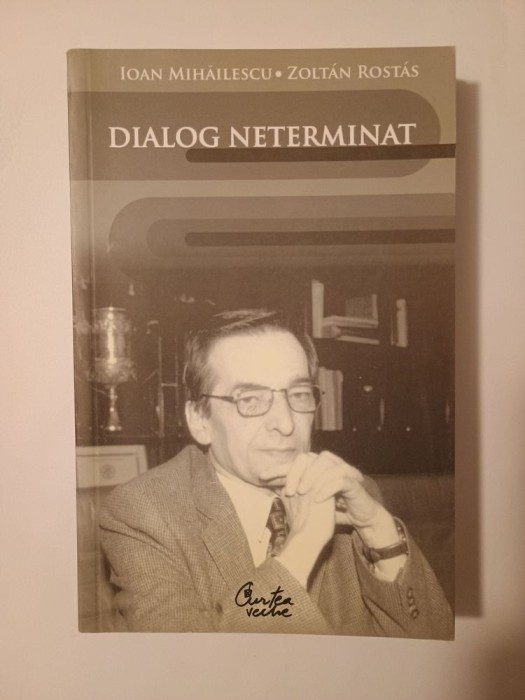 IOAN MIHĂILESCU • ZOLTÁN ROSTÁS
DIALOG NETERMINAT
Curtea
veche